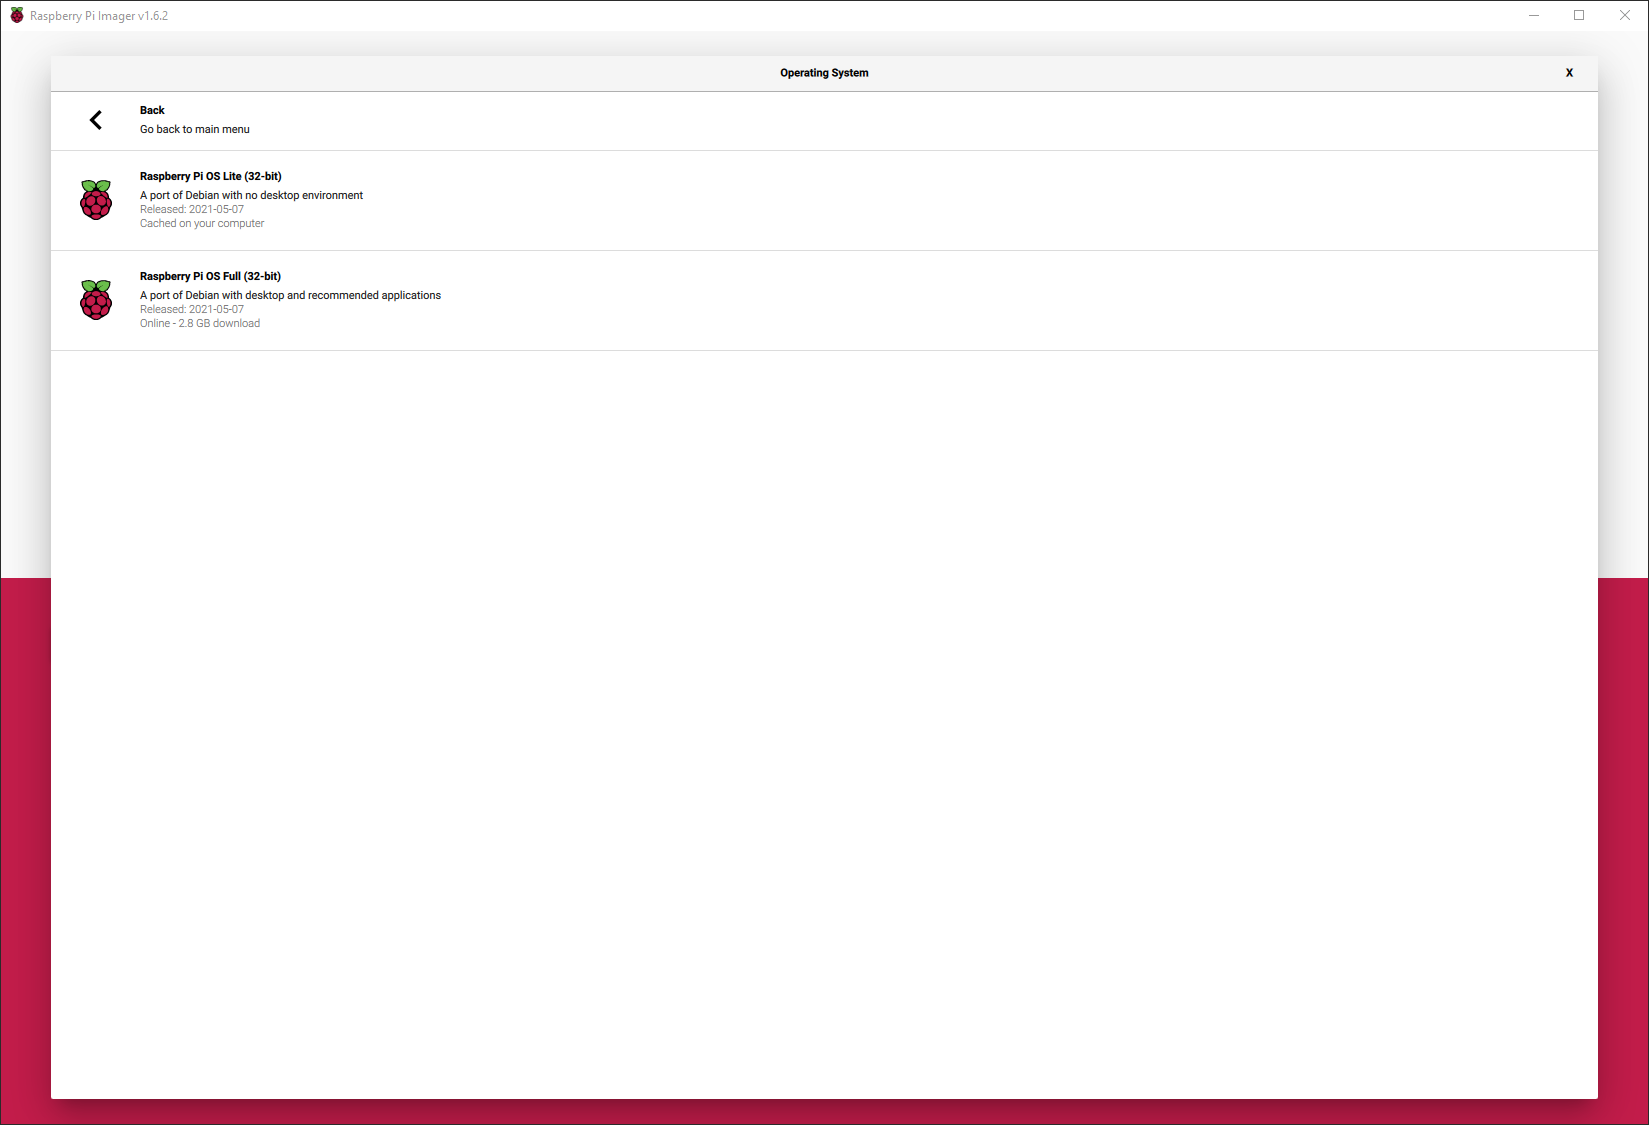 Raspberry Pi Imager v1.6.2
Operating System
X
Back
Go back to main menu
Raspberry Pi OS Lite (32-bit)
A port of Debian with no desktop environment
Released: 2021-05-07
Cached on your computer
Raspberry Pi OS Full (32-bit)
A port of Debian with desktop and recommended applications
Released: 2021-05-07
Online - 2.8 GB download